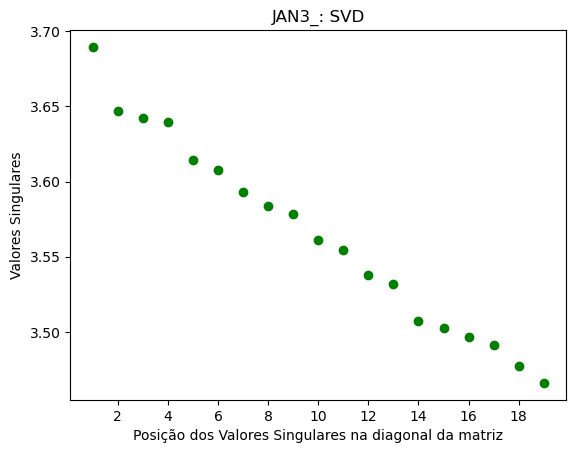 JAN3_: SVD
3.70
3.65
3.60
3.55
3.50
Valores Singulares
2 4 6 8 10 12 14 16 18
Posição dos Valores Singulares na diagonal da matriz